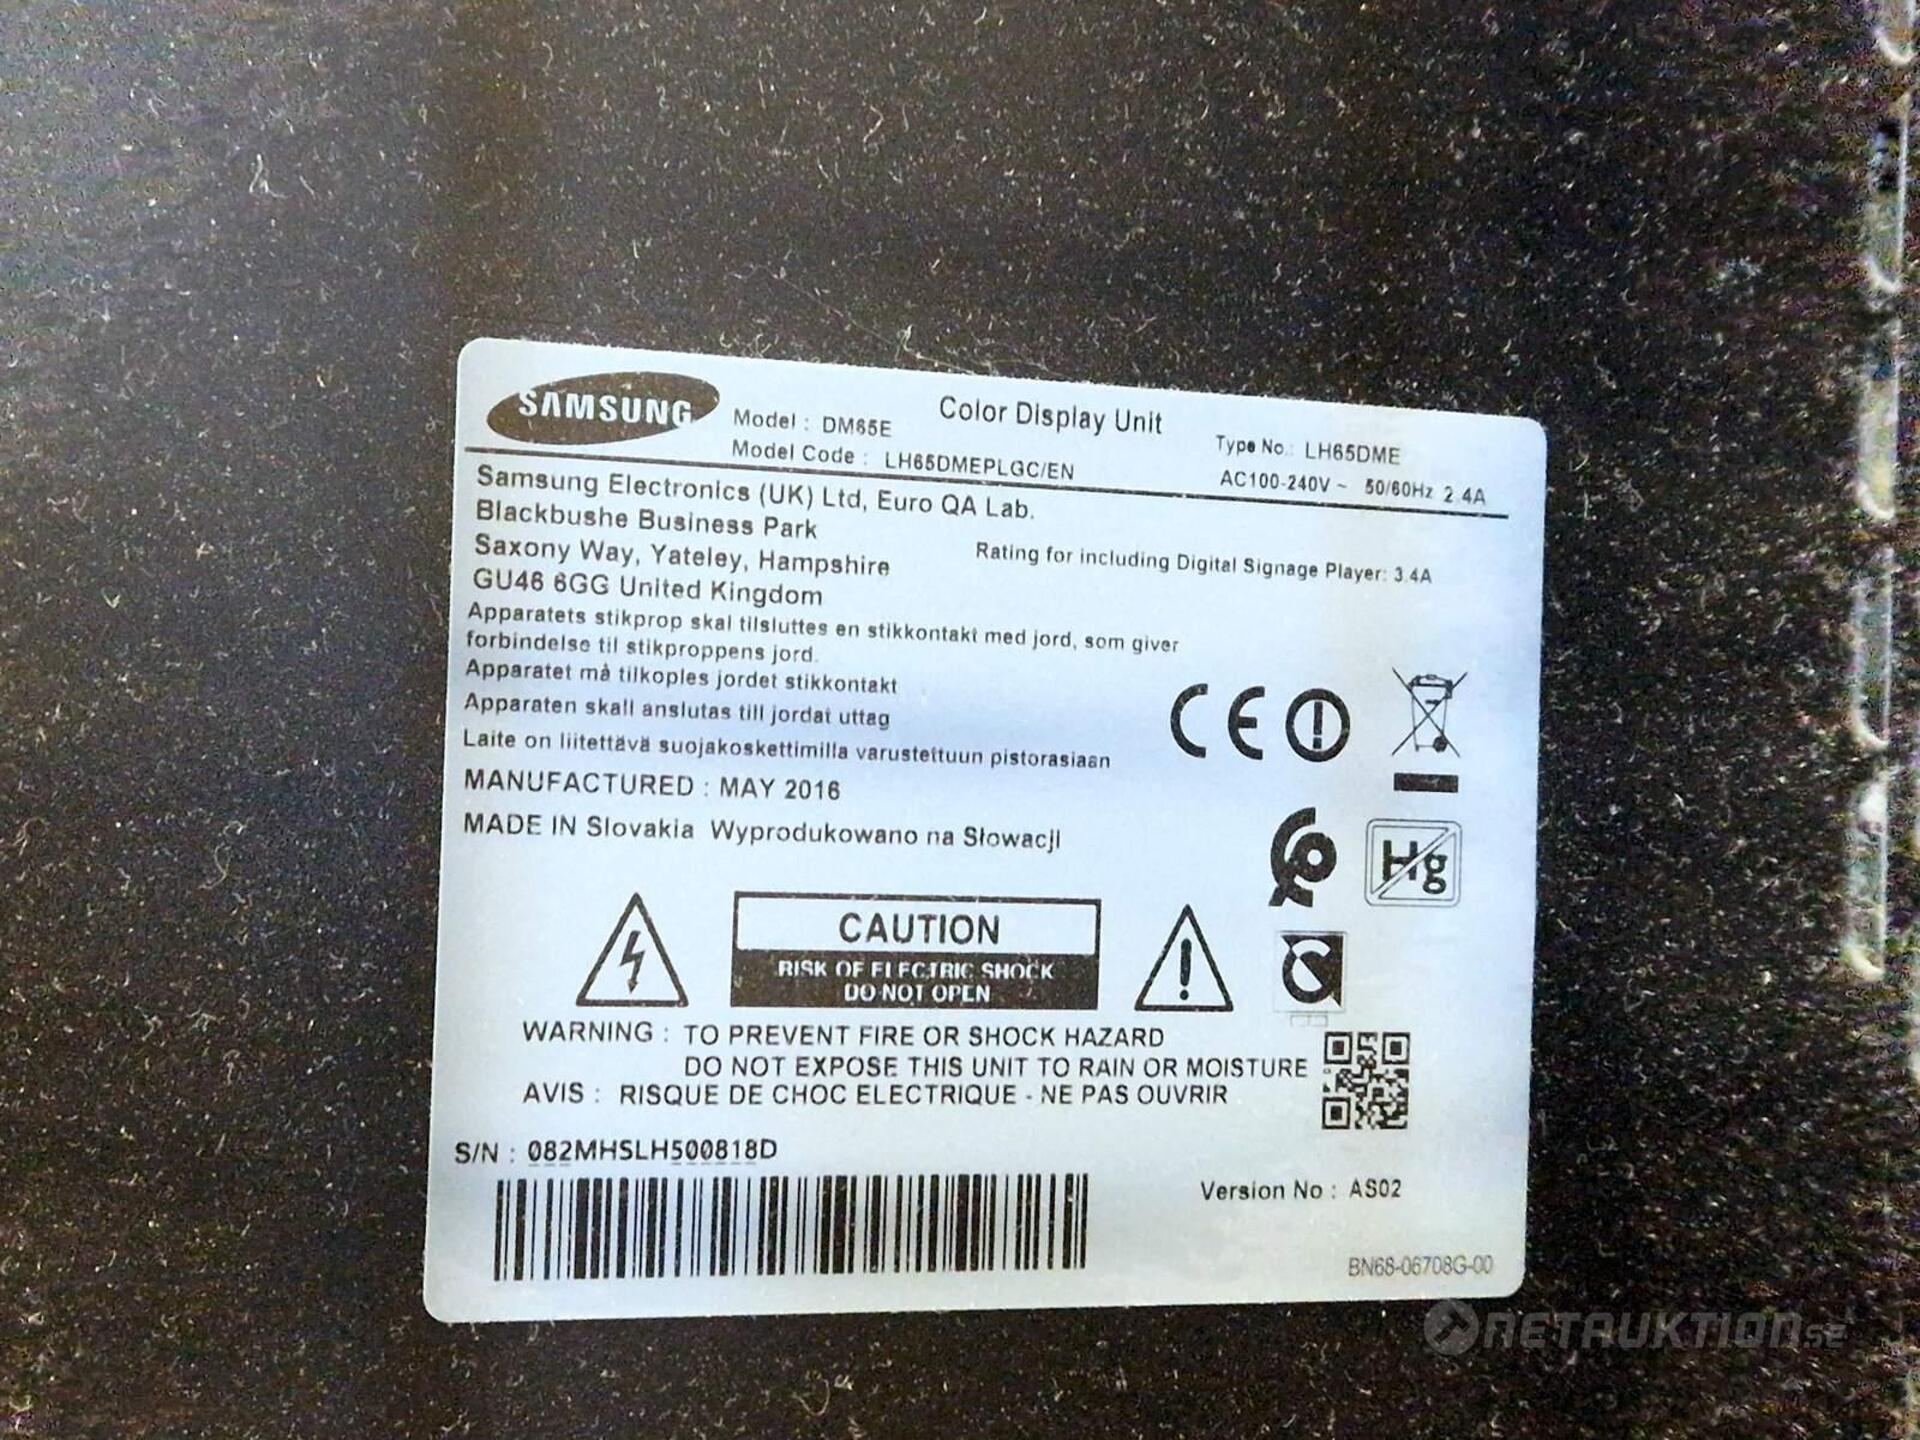 SAMSUNG
Color Display Unit
Model : DM65E
Type No. : LH65DME
Model Code : LH65DMEPLGC/EN
AC100-240V ~ 50/60Hz 2.4A
Samsung Electronics (UK) Ltd, Euro QA Lab.
Blackbushe Business Park
Saxony Way, Yateley, Hampshire
Rating for including Digital Signage Player: 3.4A
GU46 6GG United Kingdom
Apparatets stikprop skal tilsluttes en stikkontakt med jord, som giver
forbindelse til stikproppens jord.
Apparatet må tilkoples jordet stikkontakt
Apparaten skall anslutas till jordat uttag
Laite on liitettävä suojakoskettimilla varustettuun pistorasiaan
MANUFACTURED : MAY 2016
MADE IN Slovakia Wyprodukowano na Słowacji
CE
Hg
CAUTION
RISK OF ELECTRIC SHOCK
DO NOT OPEN
WARNING : TO PREVENT FIRE OR SHOCK HAZARD
DO NOT EXPOSE THIS UNIT TO RAIN OR MOISTURE
AVIS : RISQUE DE CHOC ELECTRIQUE - NE PAS OUVRIR
S/N : 082MHSLH500818D
Version No : AS02
BN68-06708G-00
NETAUKTION.SE